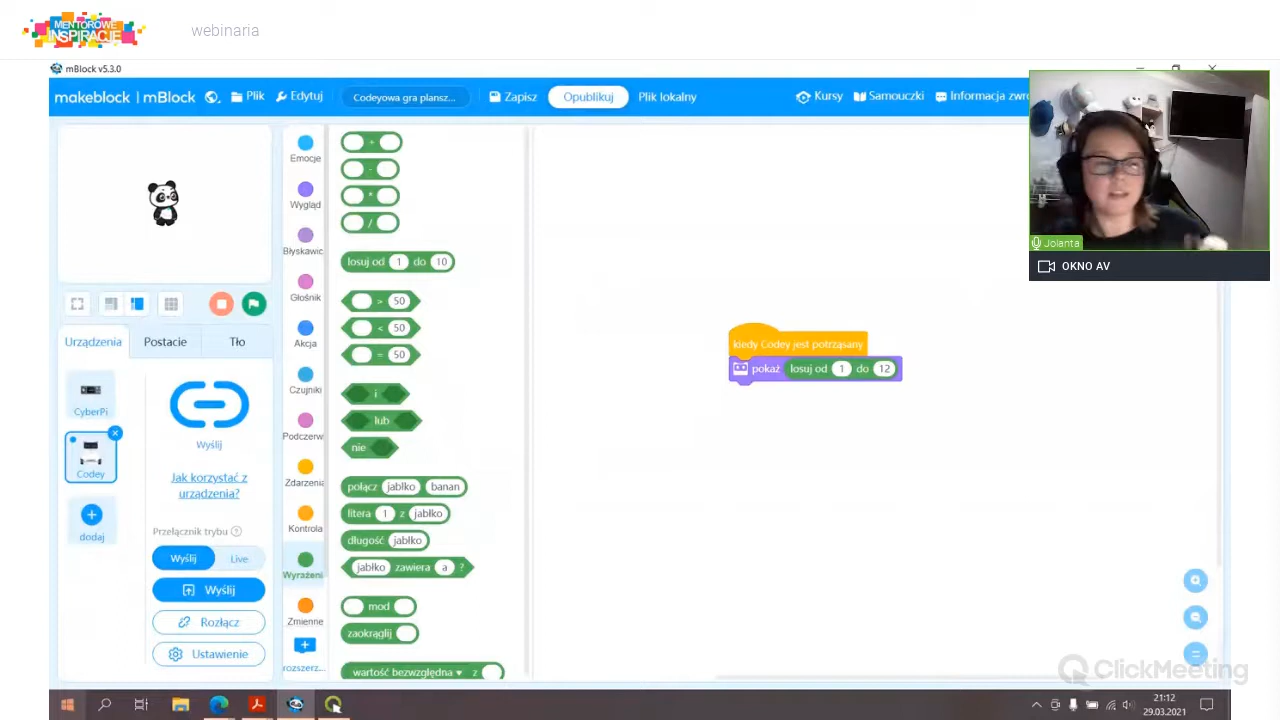 MENTOROWE
INSPIRACJE
webinaria
mBlock v5.3.0
makeblock | mBlock
Plik
Edytuj
Codeyowa gra plansz...
Zapisz
Opublikuj
Plik lokalny
Kursy
Samouczki
Informacja zwro
Emocje
Wygląd
Błyskawic
Głośnik
Akcja
Czujniki
Podczerw
Zdarzeni
Kontrola
Wyrażeni
Zmienne
rozszerz...
+
-
*
/
losuj od 1 do 10
> 50
< 50
= 50
i
lub
nie
połącz jabłko banan
litera 1 z jabłko
długość jabłko
jabłko zawiera a ?
mod
zaokrąglij
wartość bezwzględna z
kiedy Codey jest potrząsany
pokaż losuj od 1 do 12
Jolanta
OKNO AV
Urządzenia
Postacie
Tło
CyberPi
Codey
dodaj
Wyślij
Jak korzystać z
urządzenia?
Przełącznik trybu ?
Wyślij
Live
Wyślij
Rozłącz
Ustawienie
ClickMeeting
21:12
29.03.2021